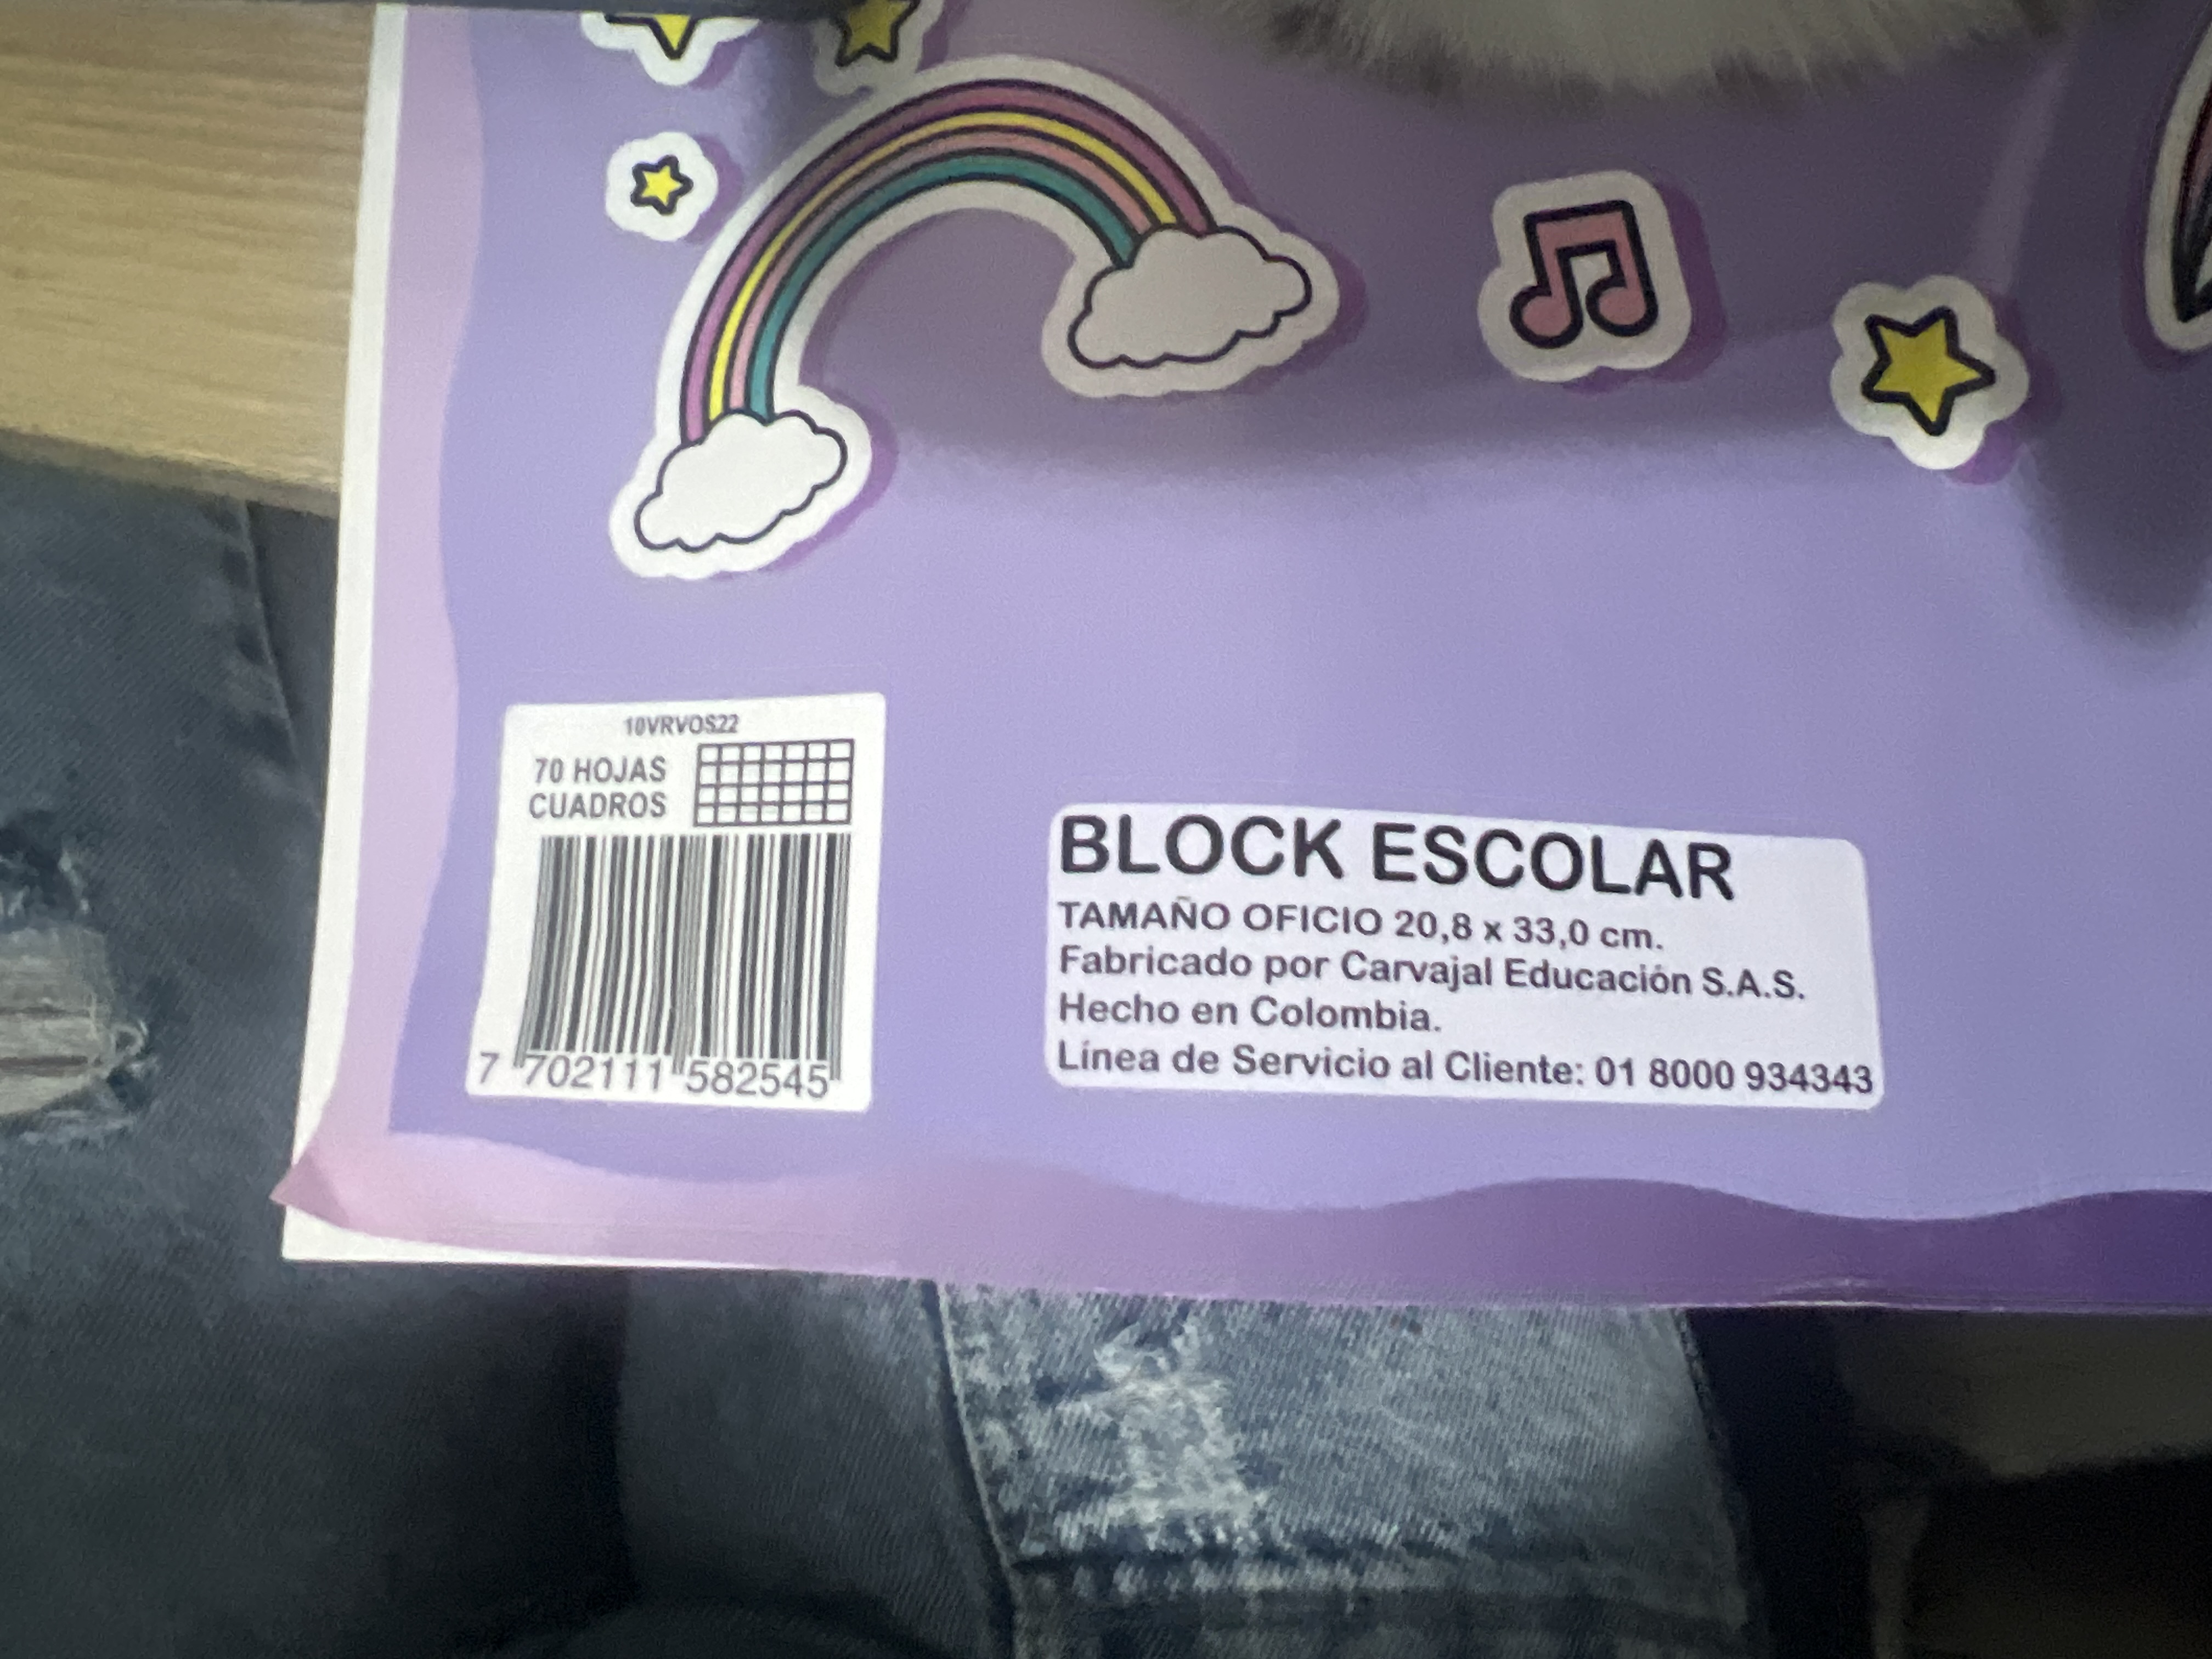 10VRVOS22
70 HOJAS
CUADROS
7 702111 582545
BLOCK ESCOLAR
TAMAÑO OFICIO 20,8 x 33,0 cm.
Fabricado por Carvajal Educación S.A.S.
Hecho en Colombia.
Línea de Servicio al Cliente: 01 8000 934343